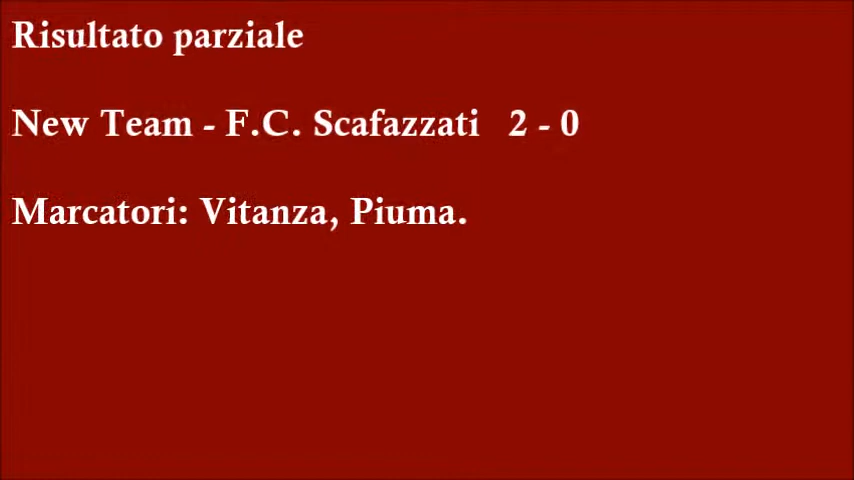 Risultato parziale
New Team - F.C. Scafazzati 2 - 0
Marcatori: Vitanza, Piuma.